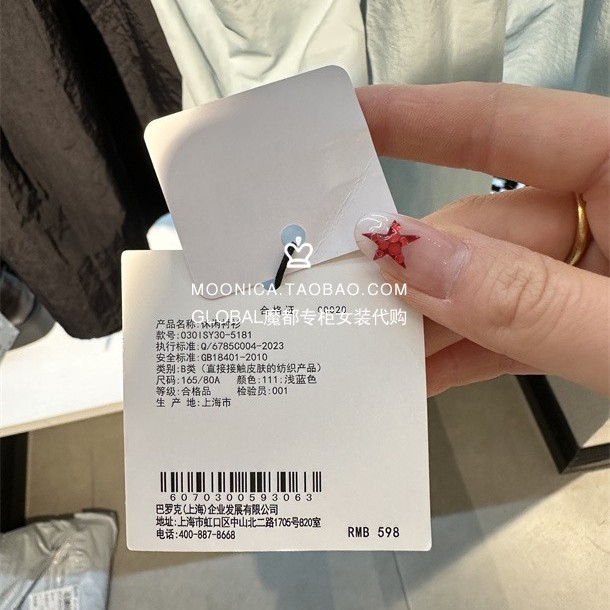 合格证 00020
MOONICA.TAOBAO.COM
GLOBAL魔都专柜女装代购
产品名称:休闲衬衫
款号:030ISY30-5181
执行标准:Q/6785C004-2023
安全标准:GB18401-2010
类别:B类（直接接触皮肤的纺织产品）
尺码:165/80A 颜色:111:浅蓝色
等级:合格品 检验员:001
生 产 地:上海市
6070300593063
巴罗克(上海)企业发展有限公司
地址:上海市虹口区中山北二路1705号B20室
电话:400-887-8668
RMB 598